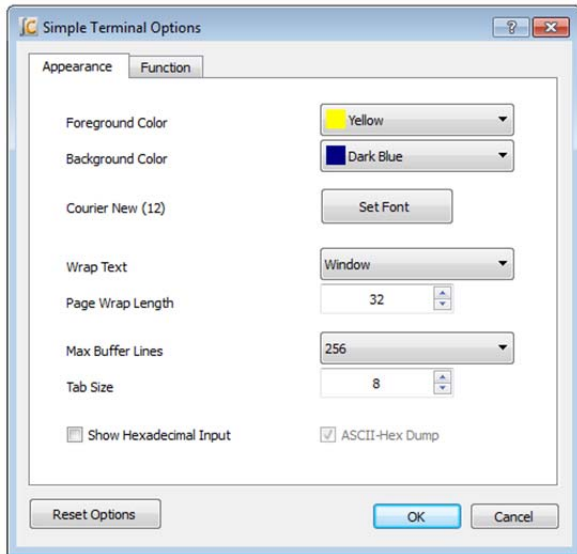 Simple Terminal Options
Appearance Function
Foreground Color Yellow
Background Color Dark Blue
Courier New (12) Set Font
Wrap Text Window
Page Wrap Length 32
Max Buffer Lines 256
Tab Size 8
Show Hexadecimal Input ASCII-Hex Dump
Reset Options OK Cancel